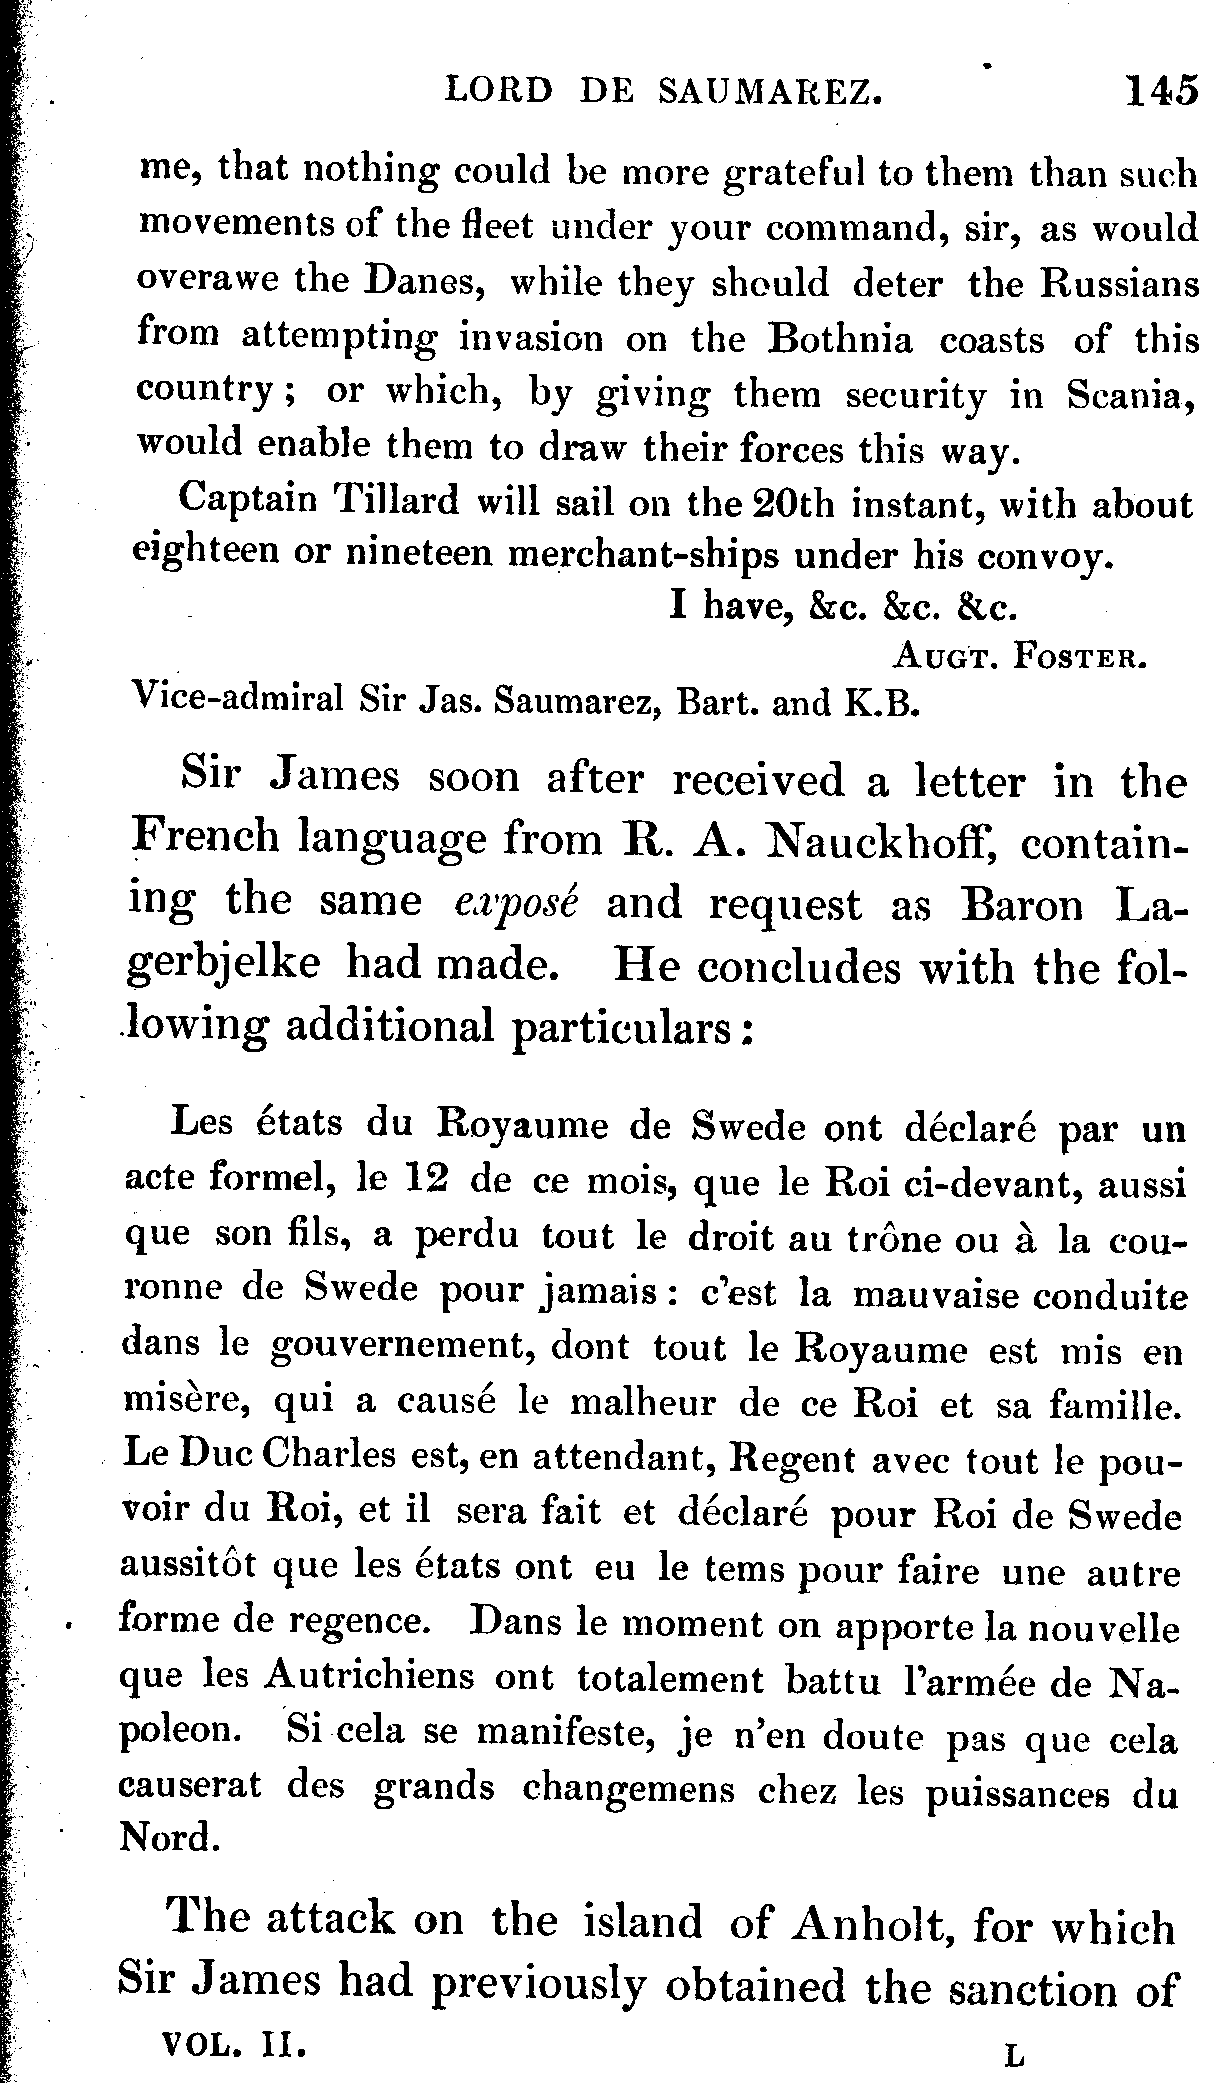 LORD DE SAUMAREZ. 145
me, that nothing could be more grateful to them than such
movements of the fleet under your command, sir, as would
overawe the Danes, while they should deter the Russians
from attempting invasion on the Bothnia coasts of this
country; or which, by giving them security in Scania,
would enable them to draw their forces this way.
Captain Tillard will sail on the 20th instant, with about
eighteen or nineteen merchant-ships under his convoy.
I have, &c. &c. &c.
AUGT. FOSTER.
Vice-admiral Sir Jas. Saumarez, Bart. and K.B.
Sir James soon after received a letter in the
French language from R. A. Nauckhoff, contain-
ing the same exposé and request as Baron La-
gerbjelke had made. He concludes with the fol-
lowing additional particulars:
Les états du Royaume de Swede ont déclaré par un
acte formel, le 12 de ce mois, que le Roi ci-devant, aussi
que son fils, a perdu tout le droit au trône ou à la cou-
ronne de Swede pour jamais: c'est la mauvaise conduite
dans le gouvernement, dont tout le Royaume est mis en
misère, qui a causé le malheur de ce Roi et sa famille.
Le Duc Charles est, en attendant, Regent avec tout le pou-
voir du Roi, et il sera fait et déclaré pour Roi de Swede
aussitôt que les états ont eu le tems pour faire une autre
forme de regence. Dans le moment on apporte la nouvelle
que les Autrichiens ont totalement battu l'armée de Na-
poleon. Si cela se manifeste, je n'en doute pas que cela
causerat des grands changemens chez les puissances du
Nord.
The attack on the island of Anholt, for which
Sir James had previously obtained the sanction of
VOL. II. L